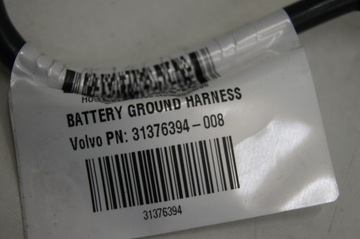 BATTERY GROUND HARNESS
Volvo PN: 31376394-008
31376394